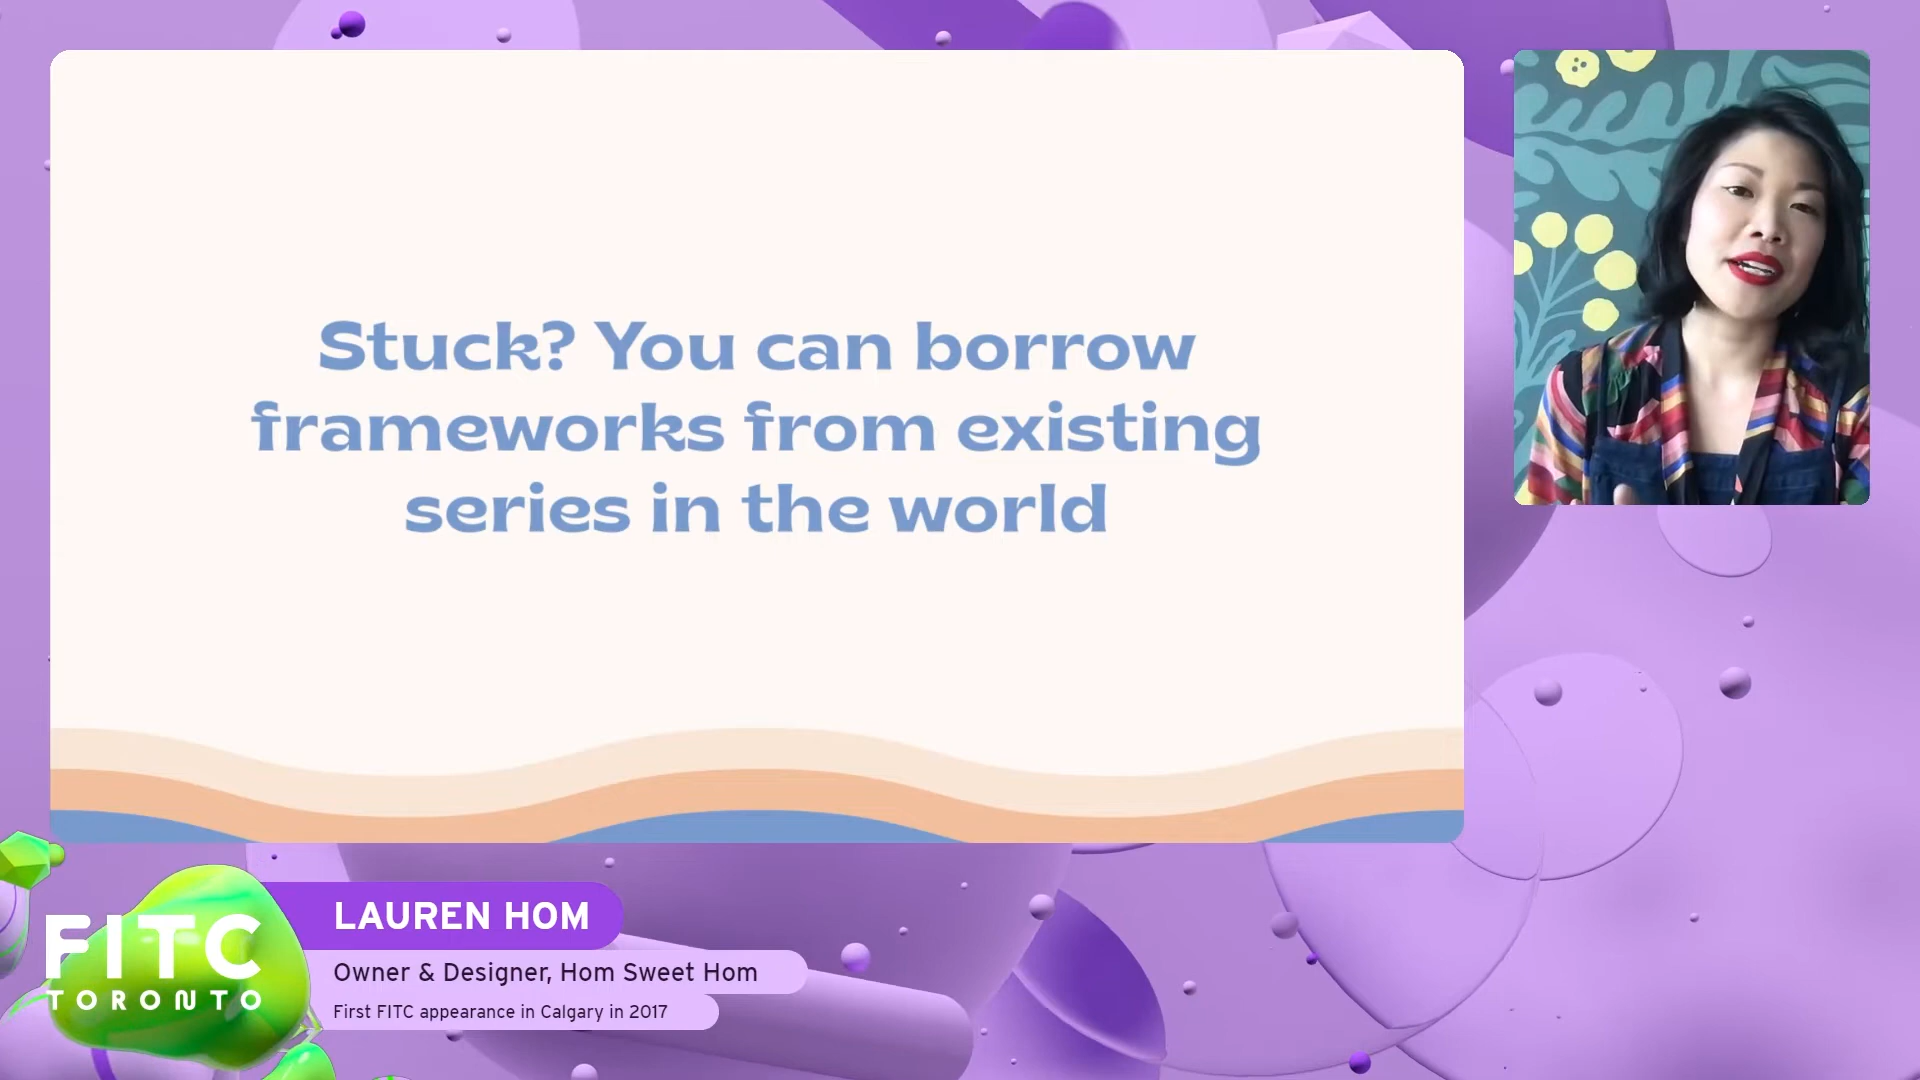 Stuck? You can borrow
frameworks from existing
series in the world
FITC
TORONTO
LAUREN HOM
Owner & Designer, Hom Sweet Hom
First FITC appearance in Calgary in 2017